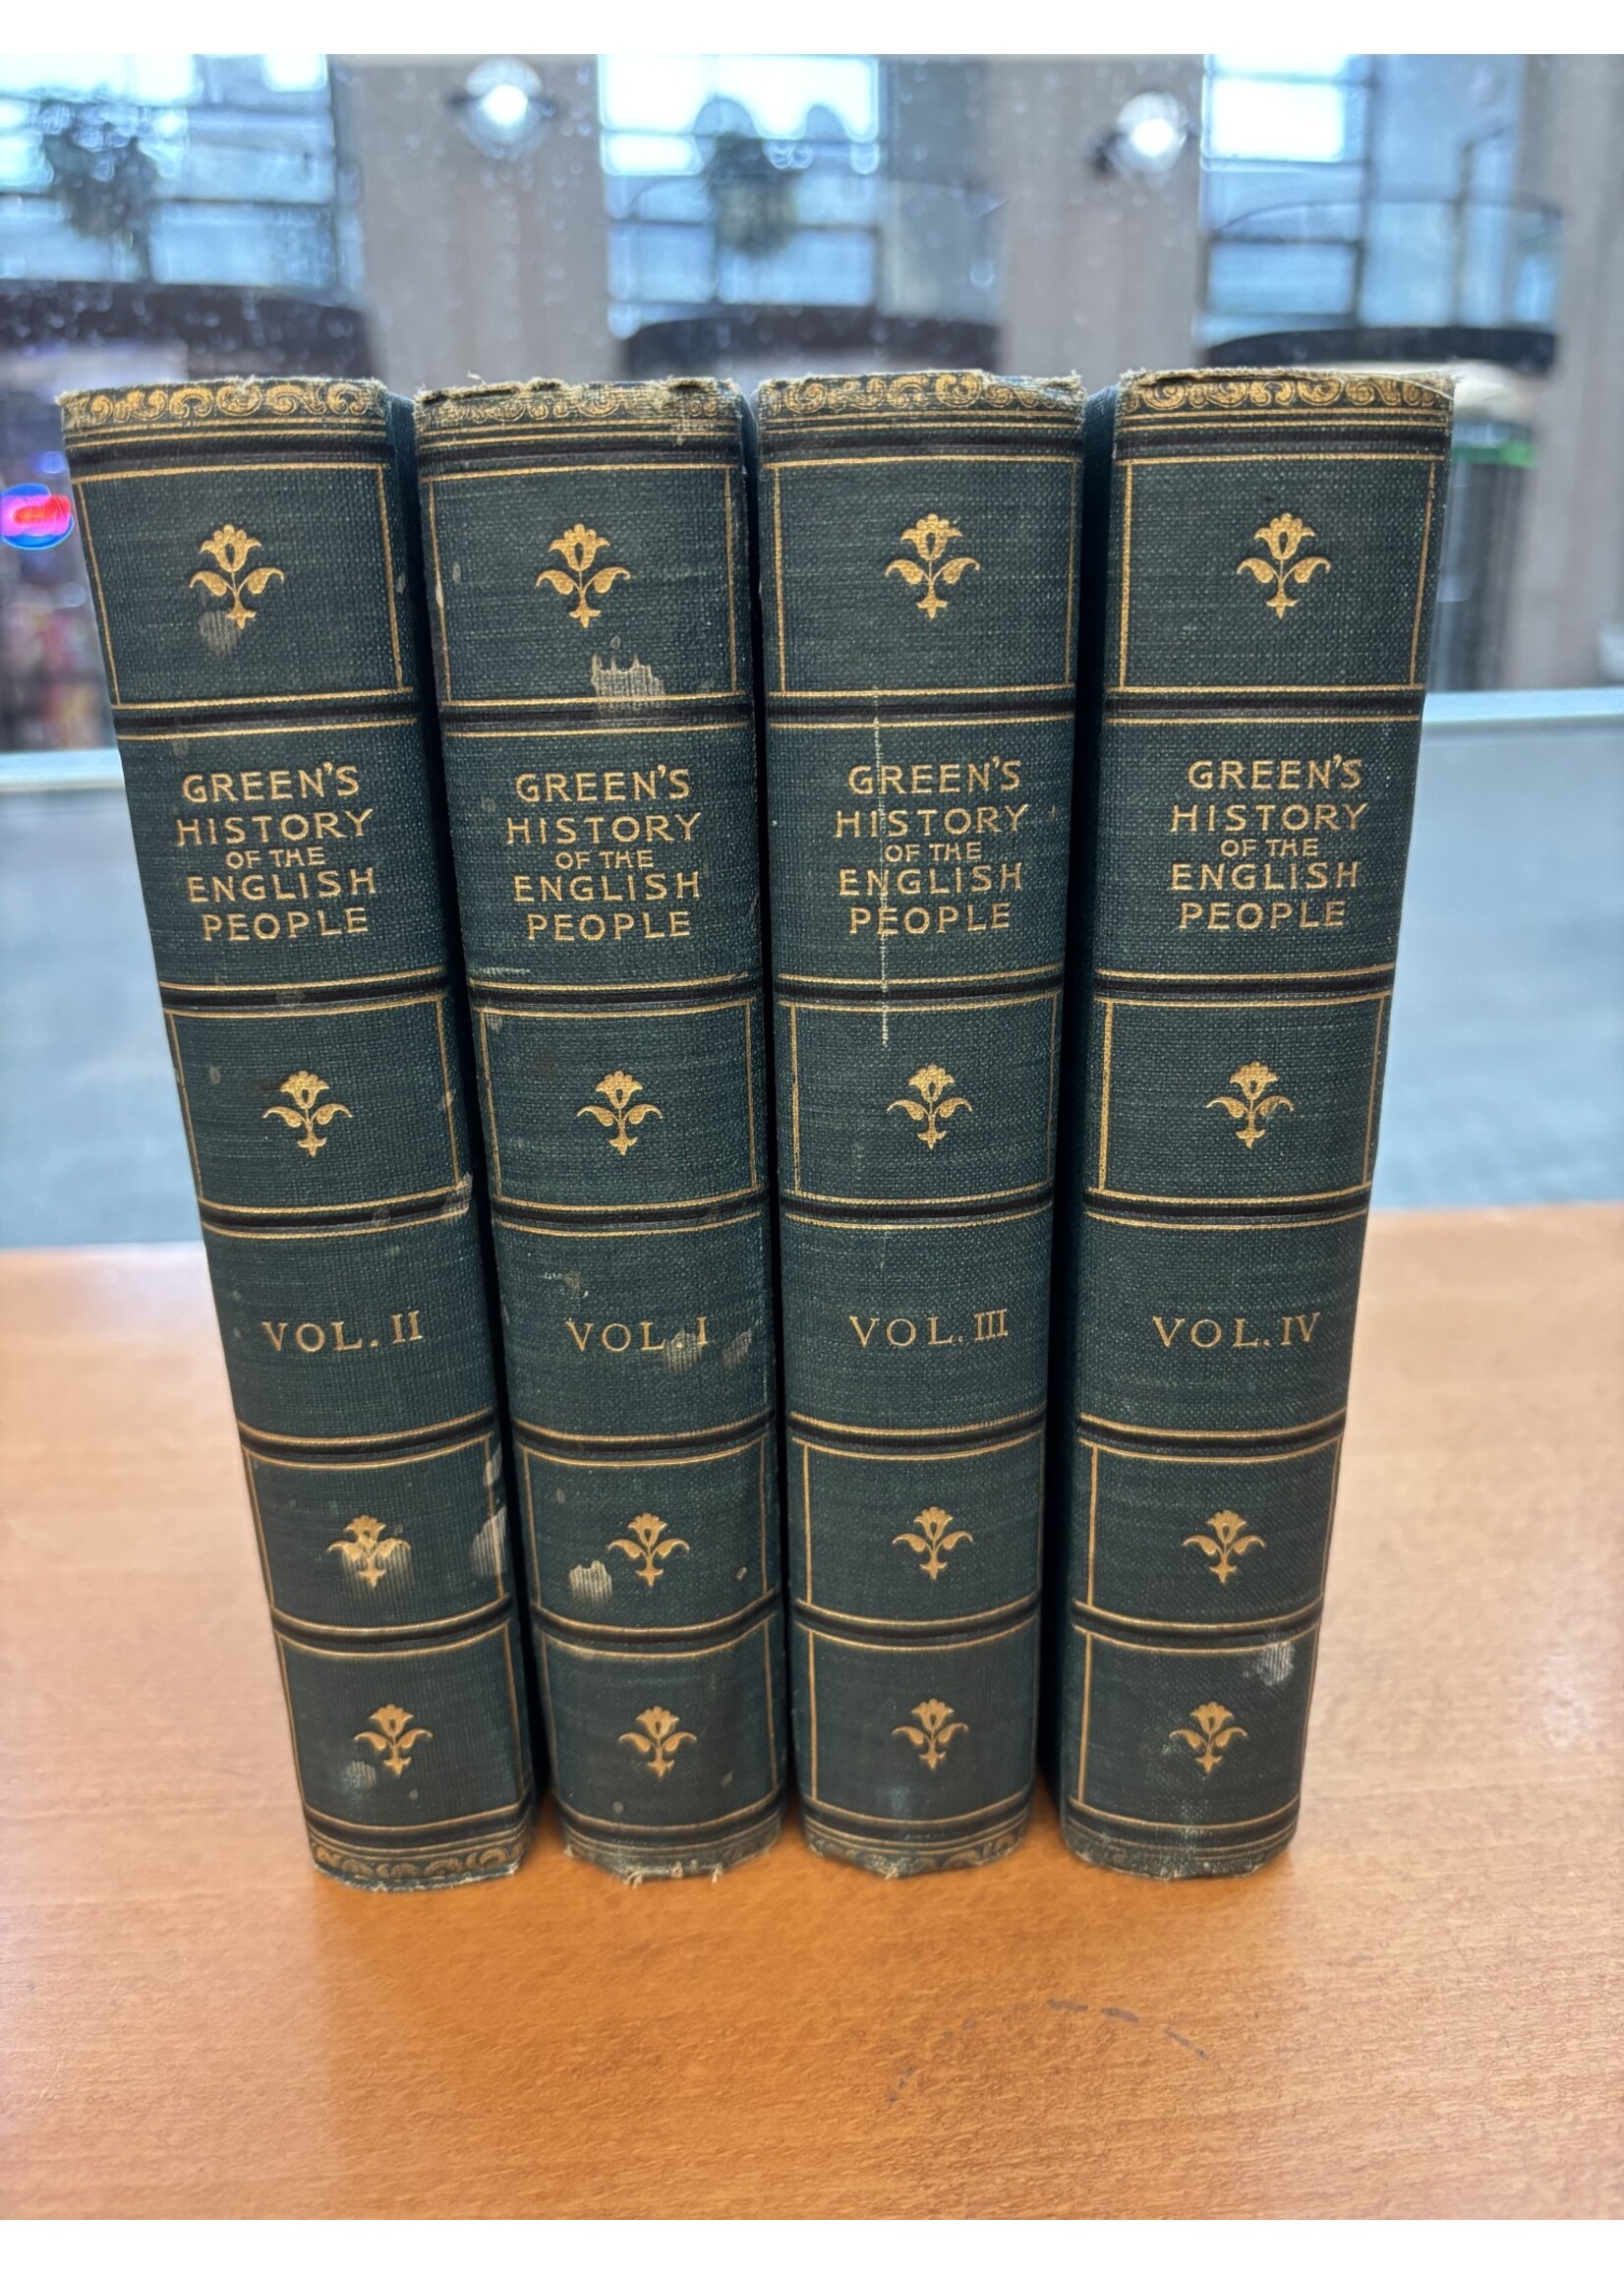 GREEN'S
HISTORY
OF THE
ENGLISH
PEOPLE
VOL. II
GREEN'S
HISTORY
OF THE
ENGLISH
PEOPLE
VOL. I
GREEN'S
HISTORY
OF THE
ENGLISH
PEOPLE
VOL. III
GREEN'S
HISTORY
OF THE
ENGLISH
PEOPLE
VOL. IV